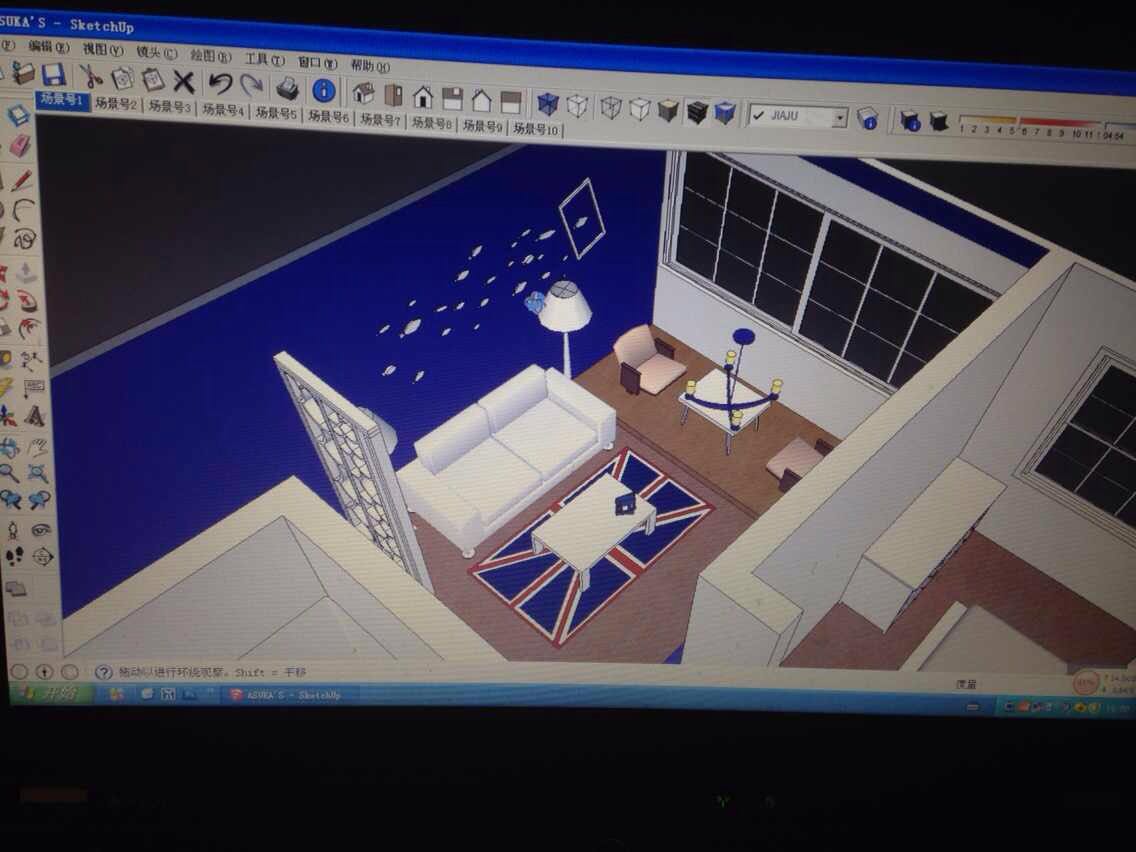 SUKA'S - SketchUp
(F) 编辑(E) 视图(V) 镜头(C) 绘图(R) 工具(T) 窗口(W) 帮助(H)
场景号1 场景号2 场景号3 场景号4 场景号5 场景号6 场景号7 场景号8 场景号9 场景号10
JIAJU
1 2 3 4 5 6 7 8 9 10 11 04:54
ABC
拖动以进行环绕观察。Shift = 平移
度量
开始
ASUKA'S - SketchUp